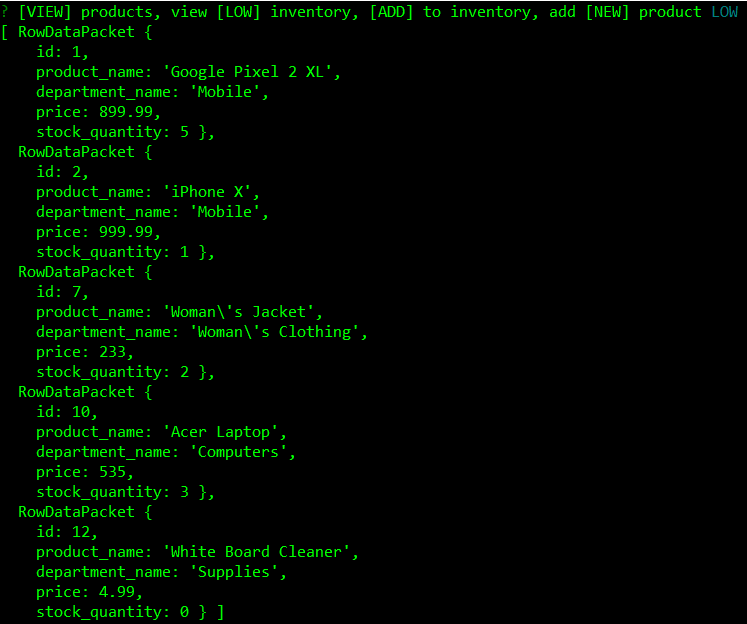 ? [VIEW] products, view [LOW] inventory, [ADD] to inventory, add [NEW] product LOW
[ RowDataPacket {
    id: 1,
    product_name: 'Google Pixel 2 XL',
    department_name: 'Mobile',
    price: 899.99,
    stock_quantity: 5 },
  RowDataPacket {
    id: 2,
    product_name: 'iPhone X',
    department_name: 'Mobile',
    price: 999.99,
    stock_quantity: 1 },
  RowDataPacket {
    id: 7,
    product_name: 'Woman\'s Jacket',
    department_name: 'Woman\'s Clothing',
    price: 233,
    stock_quantity: 2 },
  RowDataPacket {
    id: 10,
    product_name: 'Acer Laptop',
    department_name: 'Computers',
    price: 535,
    stock_quantity: 3 },
  RowDataPacket {
    id: 12,
    product_name: 'White Board Cleaner',
    department_name: 'Supplies',
    price: 4.99,
    stock_quantity: 0 } ]